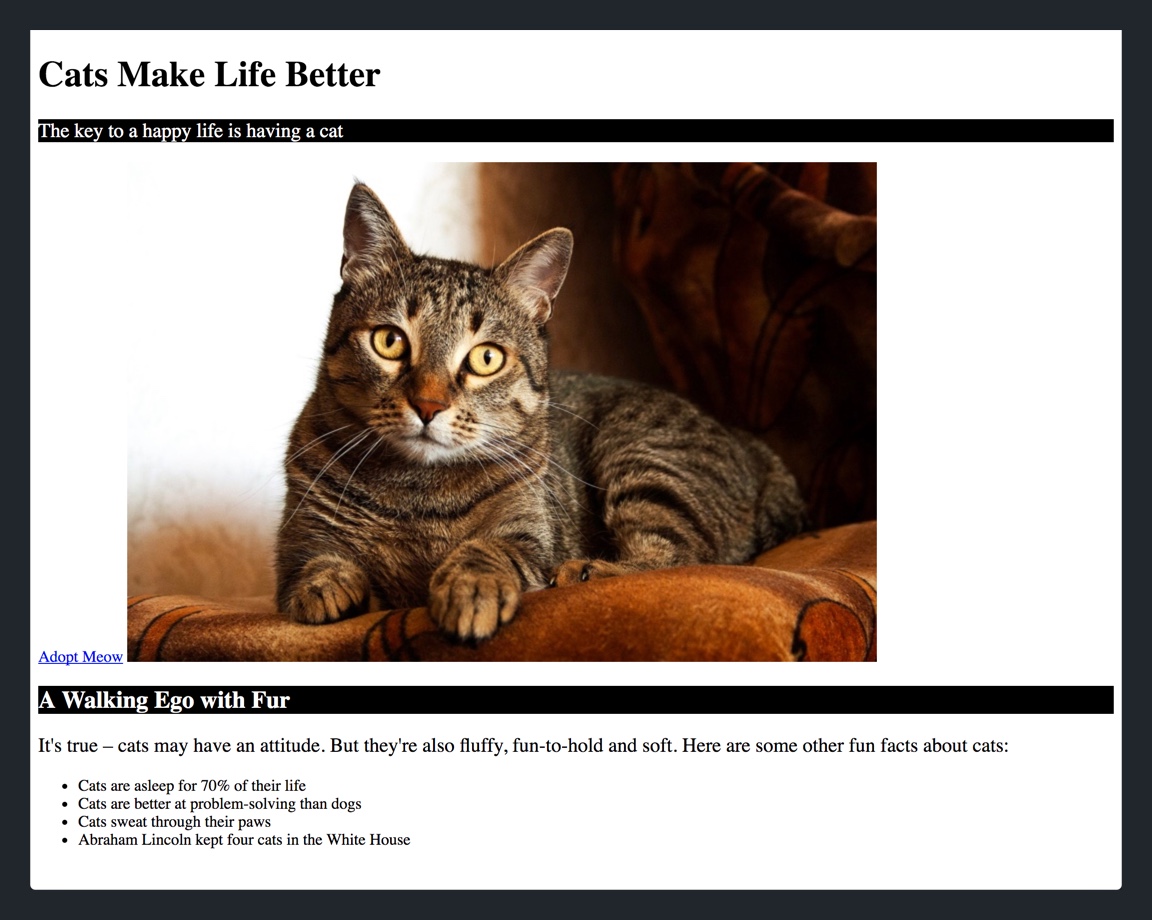 Cats Make Life Better
The key to a happy life is having a cat
Adopt Meow
A Walking Ego with Fur
It's true – cats may have an attitude. But they're also fluffy, fun-to-hold and soft. Here are some other fun facts about cats:
Cats are asleep for 70% of their life
Cats are better at problem-solving than dogs
Cats sweat through their paws
Abraham Lincoln kept four cats in the White House